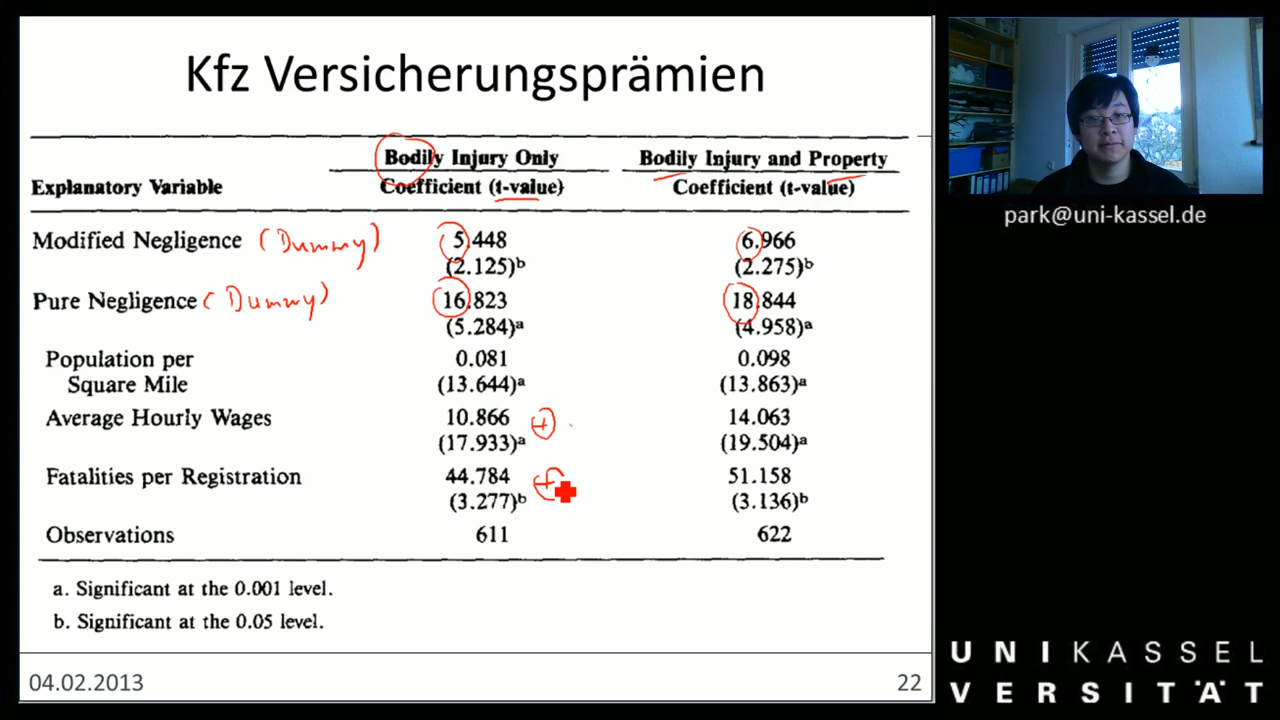 Kfz Versicherungsprämien
Bodily Injury Only Bodily Injury and Property
Explanatory Variable Coefficient (t-value) Coefficient (t-value)
Modified Negligence (Dummy) 5.448 6.966
(2.125)b (2.275)b
Pure Negligence (Dummy) 16.823 18.844
(5.284)a (4.958)a
Population per 0.081 0.098
Square Mile (13.644)a (13.863)a
Average Hourly Wages 10.866 + 14.063
(17.933)a (19.504)a
Fatalities per Registration 44.784 + 51.158
(3.277)b (3.136)b
Observations 611 622
a. Significant at the 0.001 level.
b. Significant at the 0.05 level.
04.02.2013 22
park@uni-kassel.de
UNIKASSEL
VERSITÄT